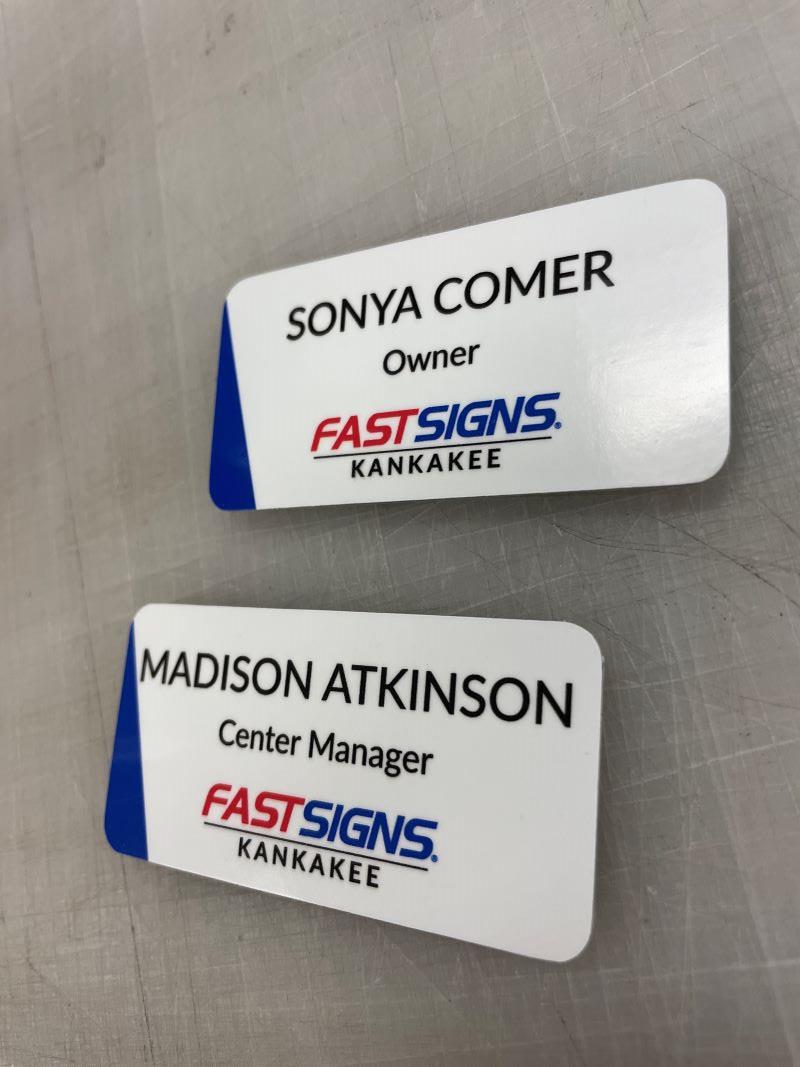 SONYA COMER
Owner
FASTSIGNS®
KANKAKEE
MADISON ATKINSON
Center Manager
FASTSIGNS®
KANKAKEE